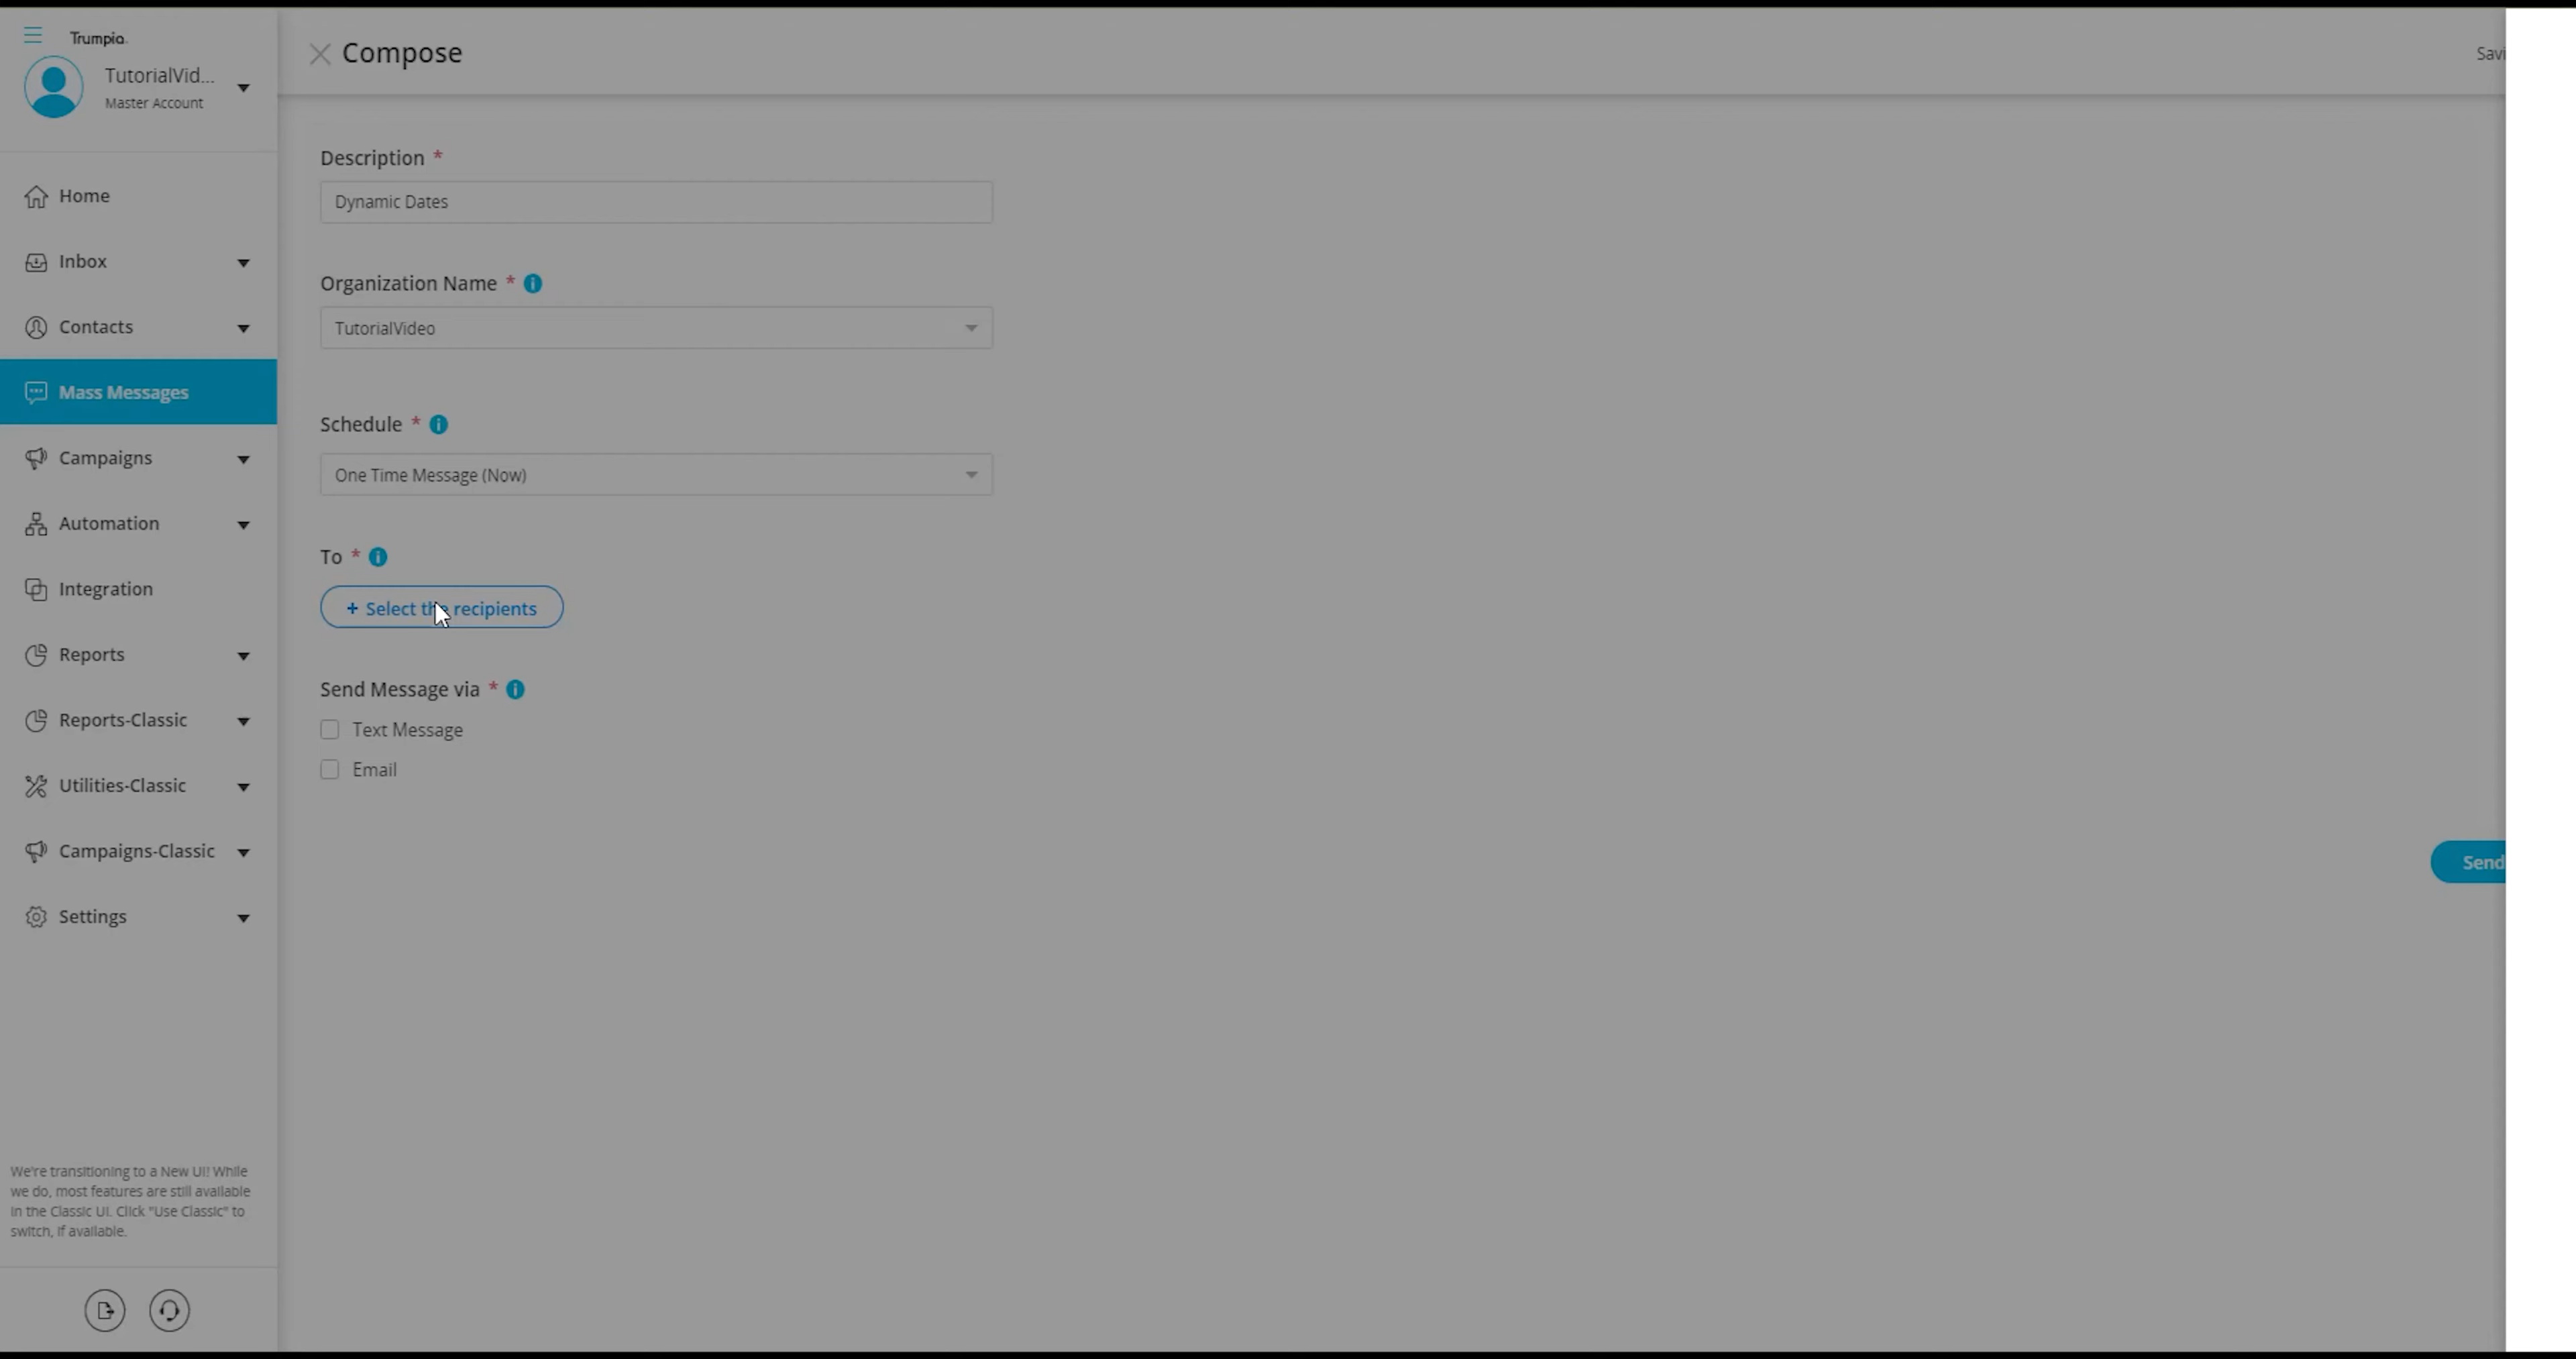 Trumpia.
TutorialVid...
Master Account
Home
Inbox
Contacts
Mass Messages
Campaigns
Automation
Integration
Reports
Reports-Classic
Utilities-Classic
Campaigns-Classic
Settings
We're transitioning to a New UI! While
we do, most features are still available
in the Classic UI. Click "Use Classic" to
switch, if available.
Compose
Savi
Description *
Dynamic Dates
Organization Name *
TutorialVideo
Schedule *
One Time Message (Now)
To *
+ Select the recipients
Send Message via *
Text Message
Email
Send